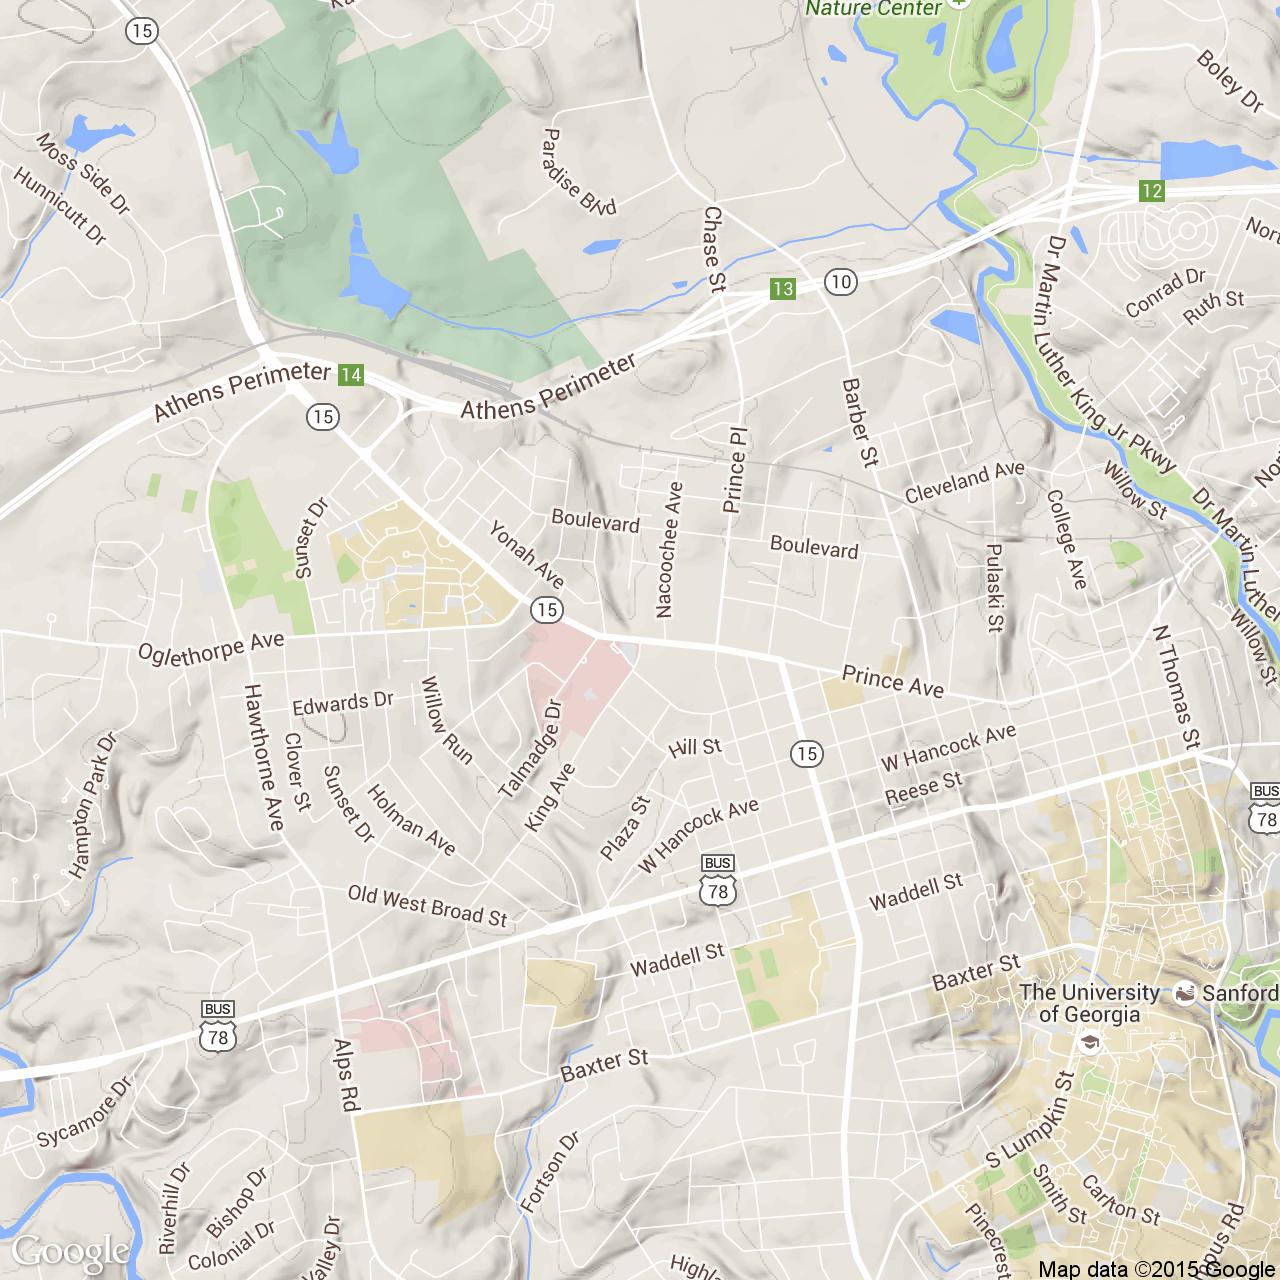 Nature Center
15
Boley Dr
Moss Side Dr
Hunnicutt Dr
Paradise Blvd
12
Chase St
Dr Martin Luther King Jr Pkwy
Conrad Dr
Ruth St
13
10
Athens Perimeter
14
Athens Perimeter
15
Barber St
Prince Pl
Cleveland Ave
Willow St
College Ave
Dr Martin Luther
Sunset Dr
Yonah Ave
Boulevard
Nacoochee Ave
Boulevard
Pulaski St
15
Willow St
Oglethorpe Ave
N Thomas St
Prince Ave
Edwards Dr
Willow Run
Hawthorne Ave
Clover St
Talmadge Dr
Hill St
15
W Hancock Ave
Reese St
Hampton Park Dr
Sunset Dr
Holman Ave
King Ave
Plaza St
W Hancock Ave
BUS
78
BUS
78
Old West Broad St
Waddell St
Waddell St
Baxter St
The University
of Georgia
Sanford
BUS
78
Alps Rd
Baxter St
Sycamore Dr
S Lumpkin St
Smith St
Carlton St
Pinecrest
Fortson Dr
Riverhill Dr
Bishop Dr
Colonial Dr
Valley Dr
Google
Map data ©2015 Google